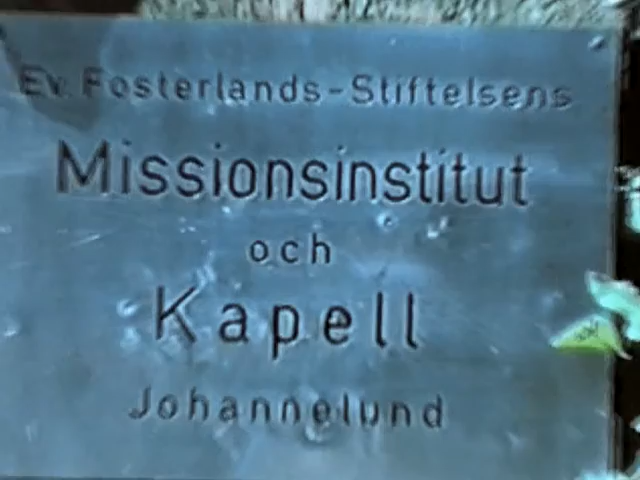 Ev. Fosterlands-Stiftelsens
Missionsinstitut
och
Kapell
Johannelund